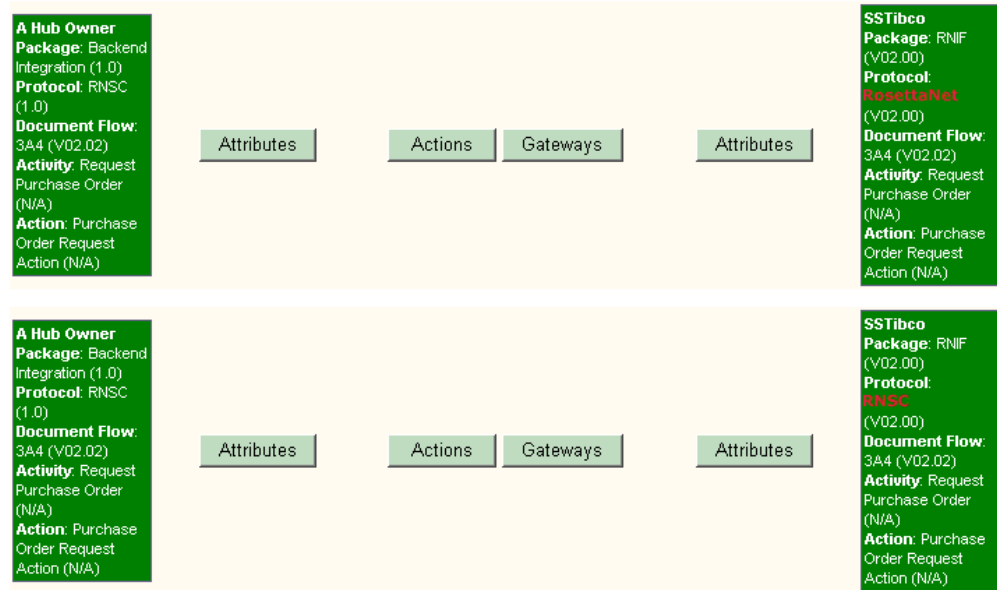 A Hub Owner
Package: Backend
Integration (1.0)
Protocol: RNSC
(1.0)
Document Flow:
3A4 (V02.02)
Activity: Request
Purchase Order
(N/A)
Action: Purchase
Order Request
Action (N/A)
Attributes
Actions
Gateways
Attributes
SSTibco
Package: RNIF
(V02.00)
Protocol:
RosettaNet
(V02.00)
Document Flow:
3A4 (V02.02)
Activity: Request
Purchase Order
(N/A)
Action: Purchase
Order Request
Action (N/A)
A Hub Owner
Package: Backend
Integration (1.0)
Protocol: RNSC
(1.0)
Document Flow:
3A4 (V02.02)
Activity: Request
Purchase Order
(N/A)
Action: Purchase
Order Request
Action (N/A)
Attributes
Actions
Gateways
Attributes
SSTibco
Package: RNIF
(V02.00)
Protocol:
RNSC
(V02.00)
Document Flow:
3A4 (V02.02)
Activity: Request
Purchase Order
(N/A)
Action: Purchase
Order Request
Action (N/A)